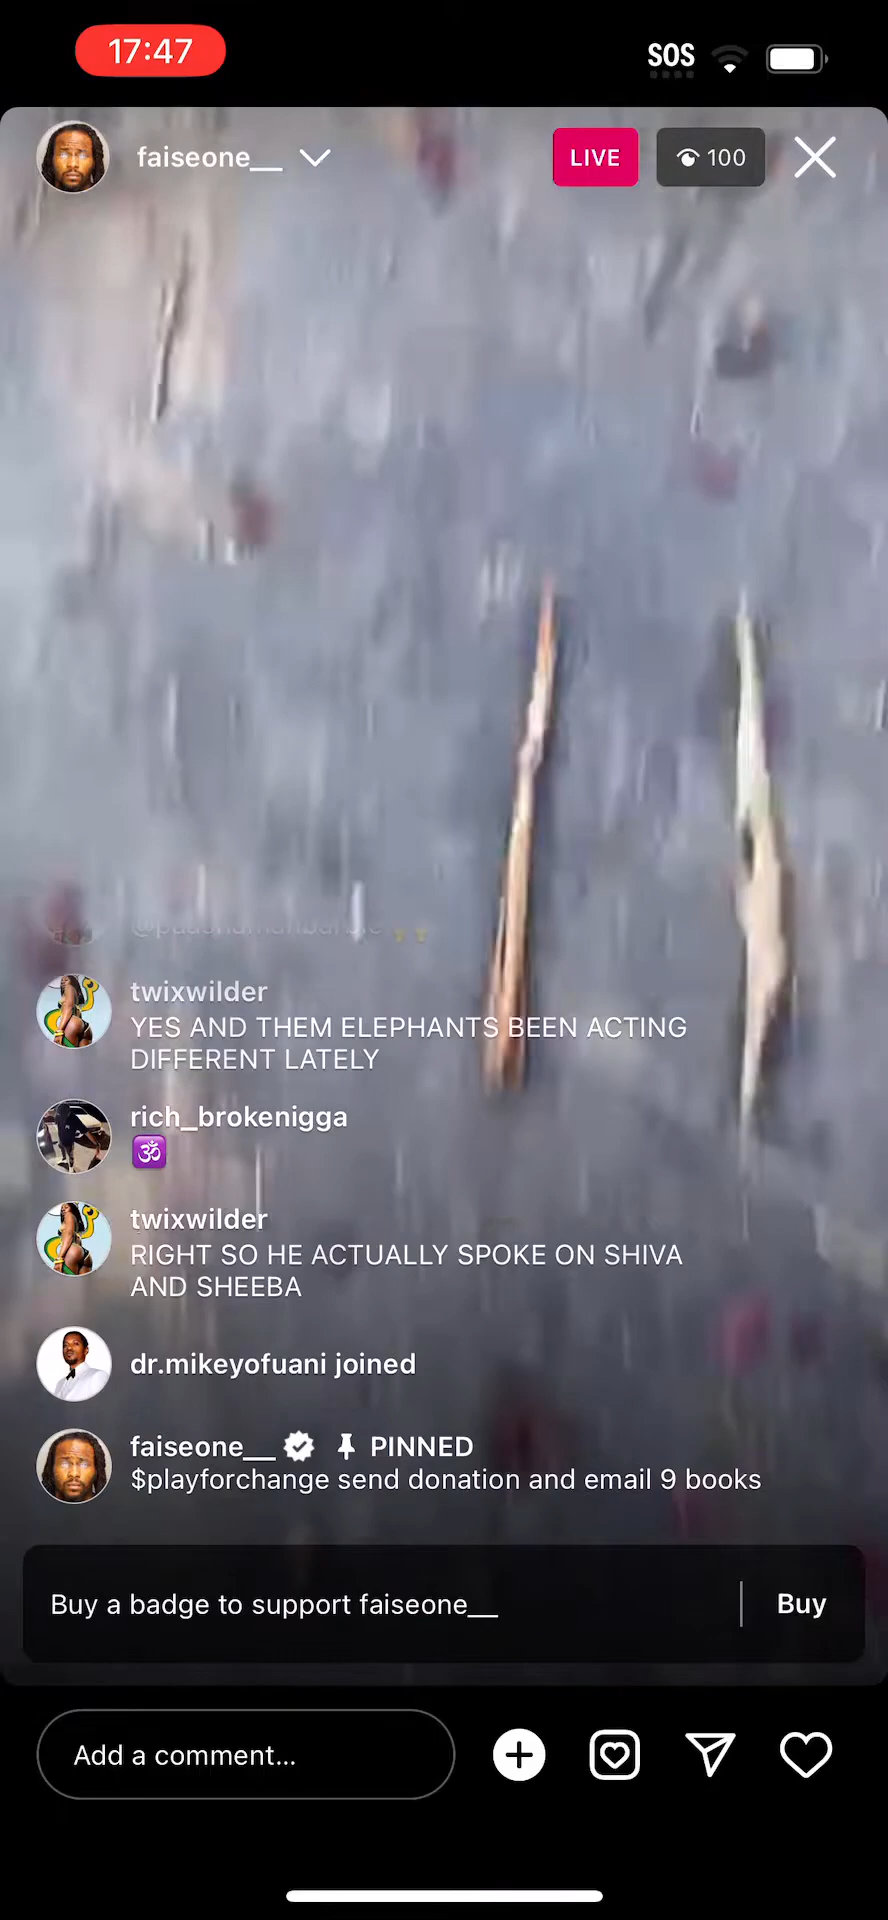 17:47
SOS
faiseone__
LIVE
100
twixwilder
YES AND THEM ELEPHANTS BEEN ACTING
DIFFERENT LATELY
rich_brokenigga
🕉
twixwilder
RIGHT SO HE ACTUALLY SPOKE ON SHIVA
AND SHEEBA
dr.mikeyofuani joined
faiseone__ PINNED
$playforchange send donation and email 9 books
Buy a badge to support faiseone__
Buy
Add a comment...